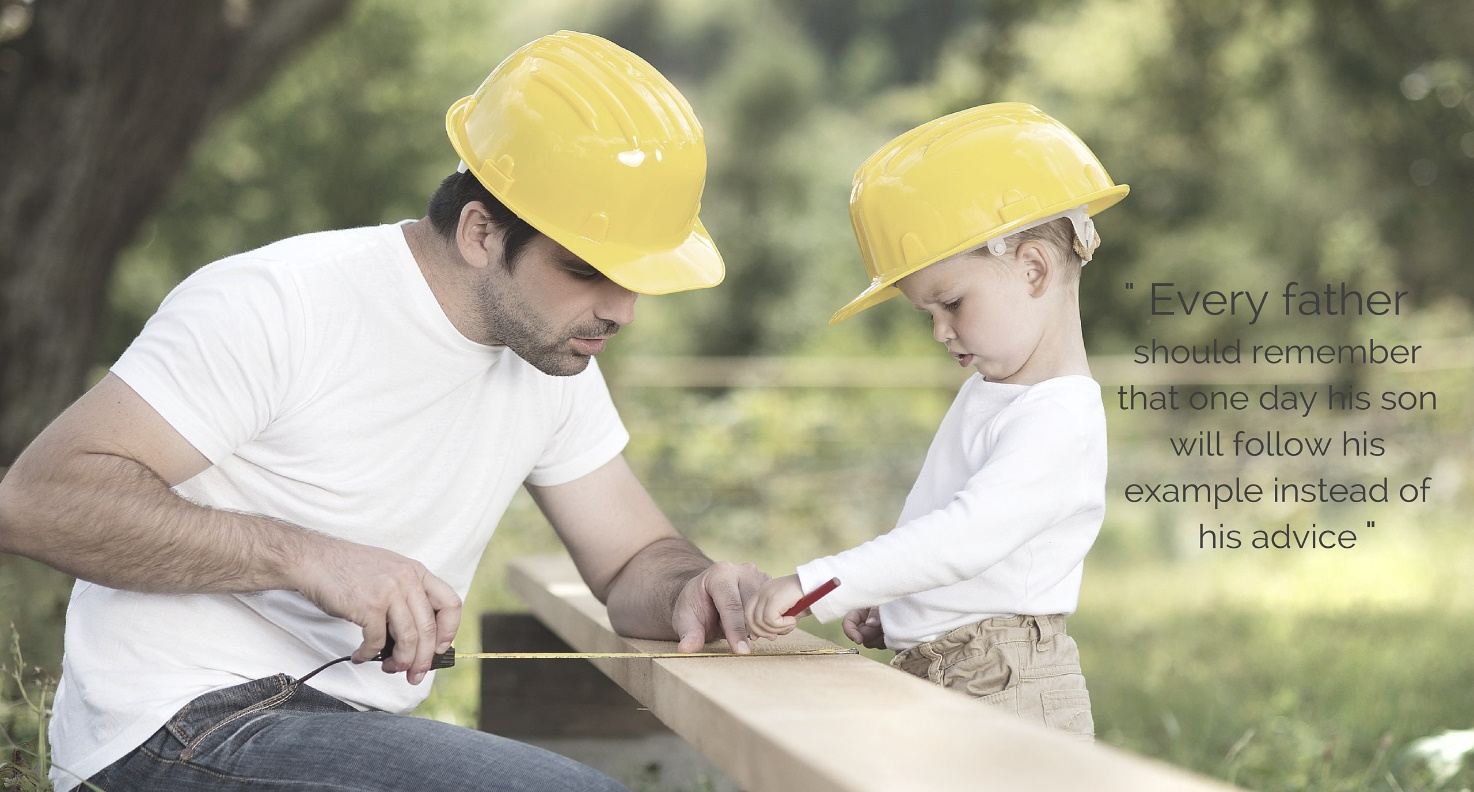 " Every father
should remember
that one day his son
will follow his
example instead of
his advice "